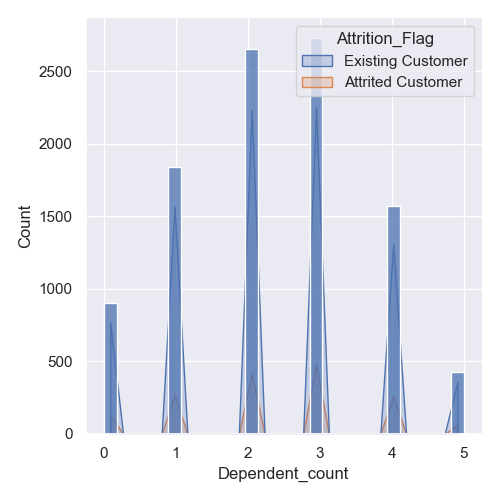 Attrition_Flag
Existing Customer
Attrited Customer
2500
2000
1500
1000
500
0
Count
0 1 2 3 4 5
Dependent_count